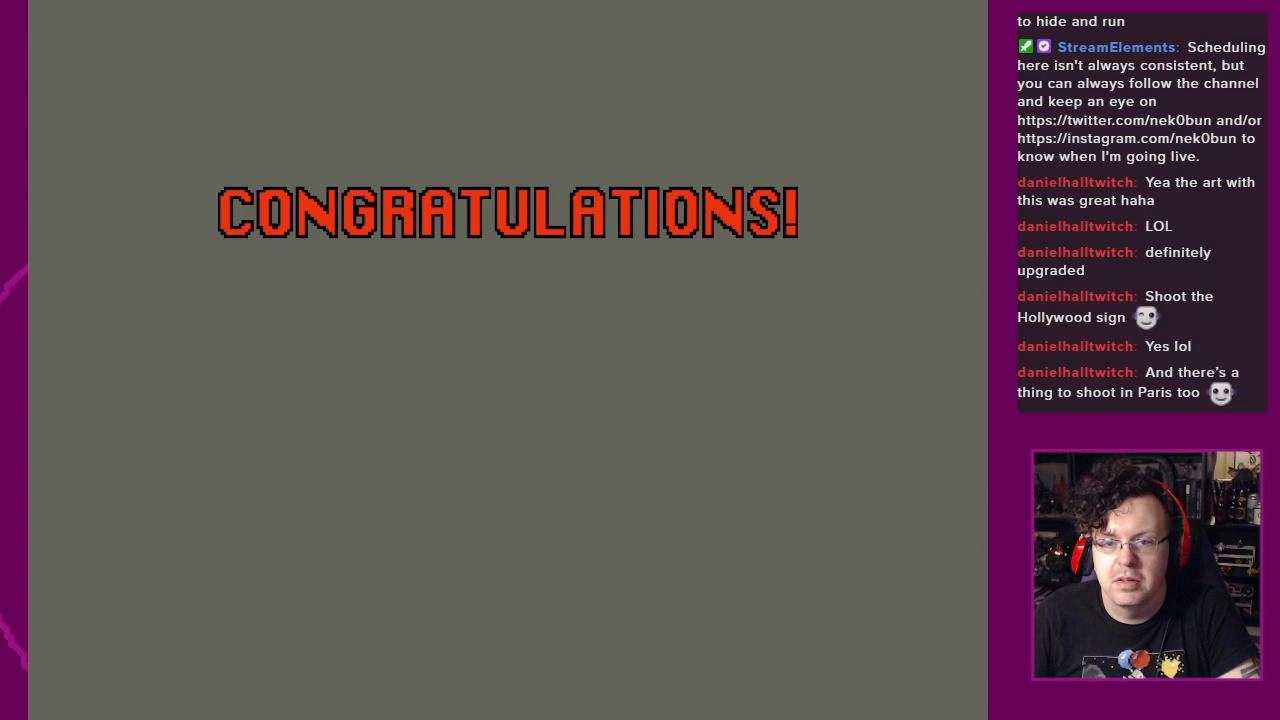 CONGRATULATIONS!
to hide and run
StreamElements: Scheduling
here isn't always consistent, but
you can always follow the channel
and keep an eye on
https://twitter.com/nek0bun and/or
https://instagram.com/nek0bun to
know when I'm going live.
danielhalltwitch: Yea the art with
this was great haha
danielhalltwitch: LOL
danielhalltwitch: definitely
upgraded
danielhalltwitch: Shoot the
Hollywood sign
danielhalltwitch: Yes lol
danielhalltwitch: And there's a
thing to shoot in Paris too